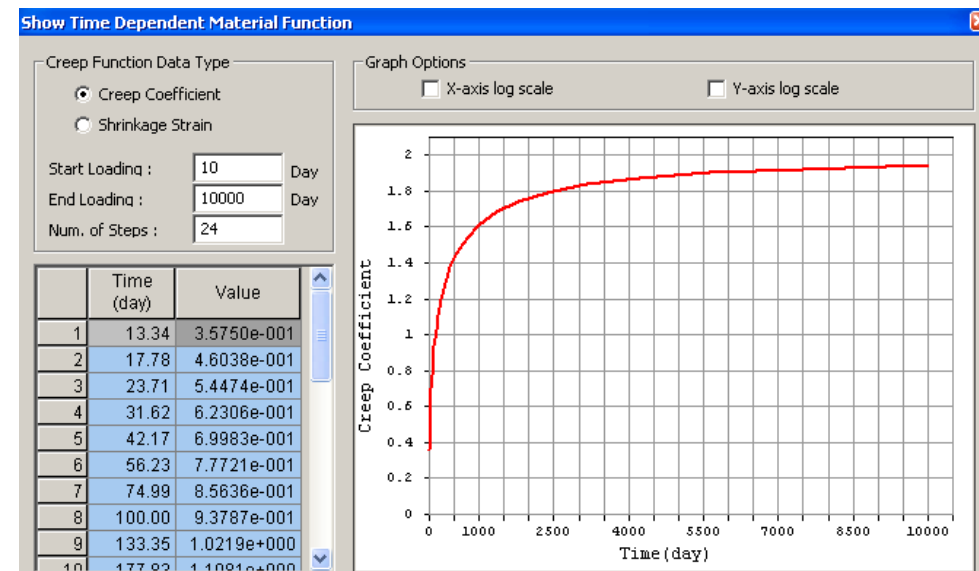 Show Time Dependent Material Function
Creep Function Data Type
Creep Coefficient
Shrinkage Strain
Start Loading : 10 Day
End Loading : 10000 Day
Num. of Steps : 24
Time (day) Value
1 13.34 3.5750e-001
2 17.78 4.6038e-001
3 23.71 5.4474e-001
4 31.62 6.2306e-001
5 42.17 6.9983e-001
6 56.23 7.7721e-001
7 74.99 8.5636e-001
8 100.00 9.3787e-001
9 133.35 1.0219e+000
10 177.83 1.1081e+000
Graph Options
X-axis log scale Y-axis log scale
Creep Coefficient
2
1.8
1.6
1.4
1.2
1
0.8
0.6
0.4
0.2
0
0 1000 2500 4000 5500 7000 8500 10000
Time(day)